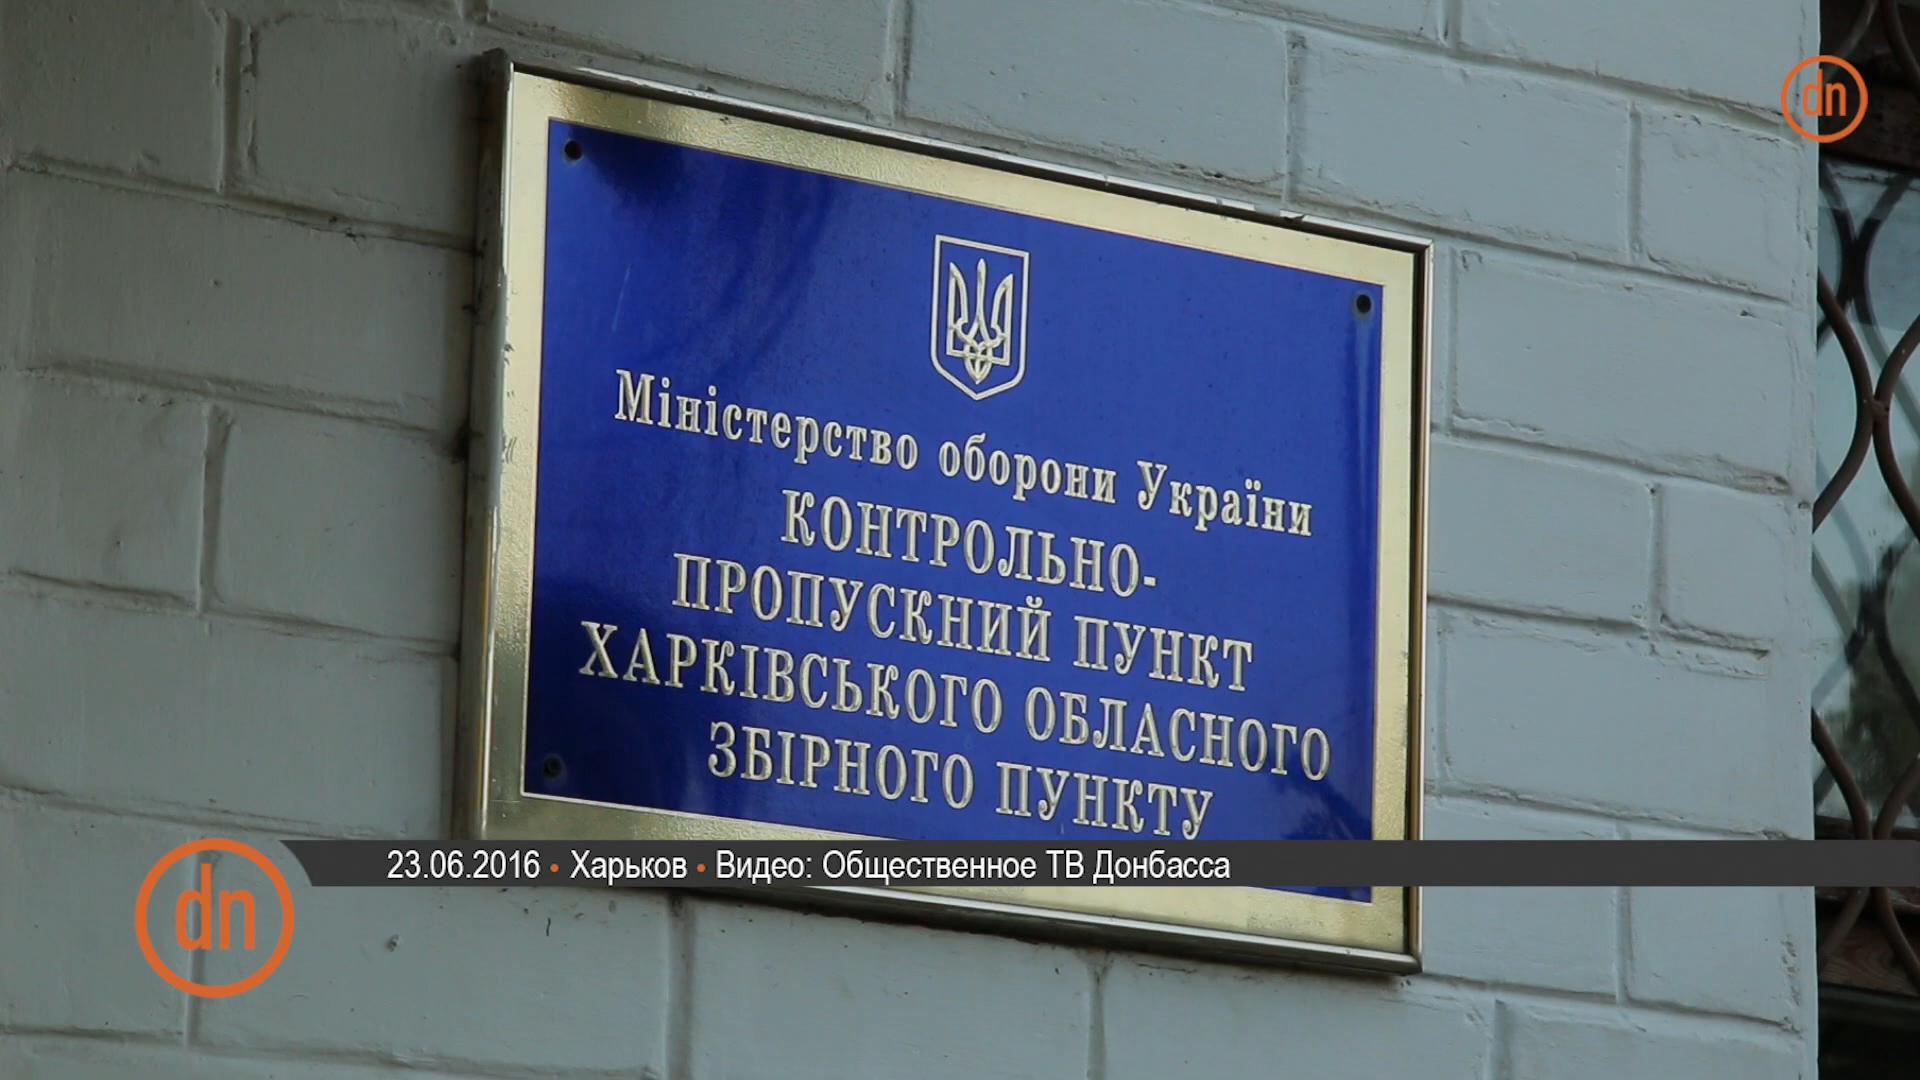 dn
Міністерство оборони України
КОНТРОЛЬНО-
ПРОПУСКНИЙ ПУНКТ
ХАРКІВСЬКОГО ОБЛАСНОГО
ЗБІРНОГО ПУНКТУ
dn
23.06.2016 • Харьков • Видео: Общественное ТВ Донбасса